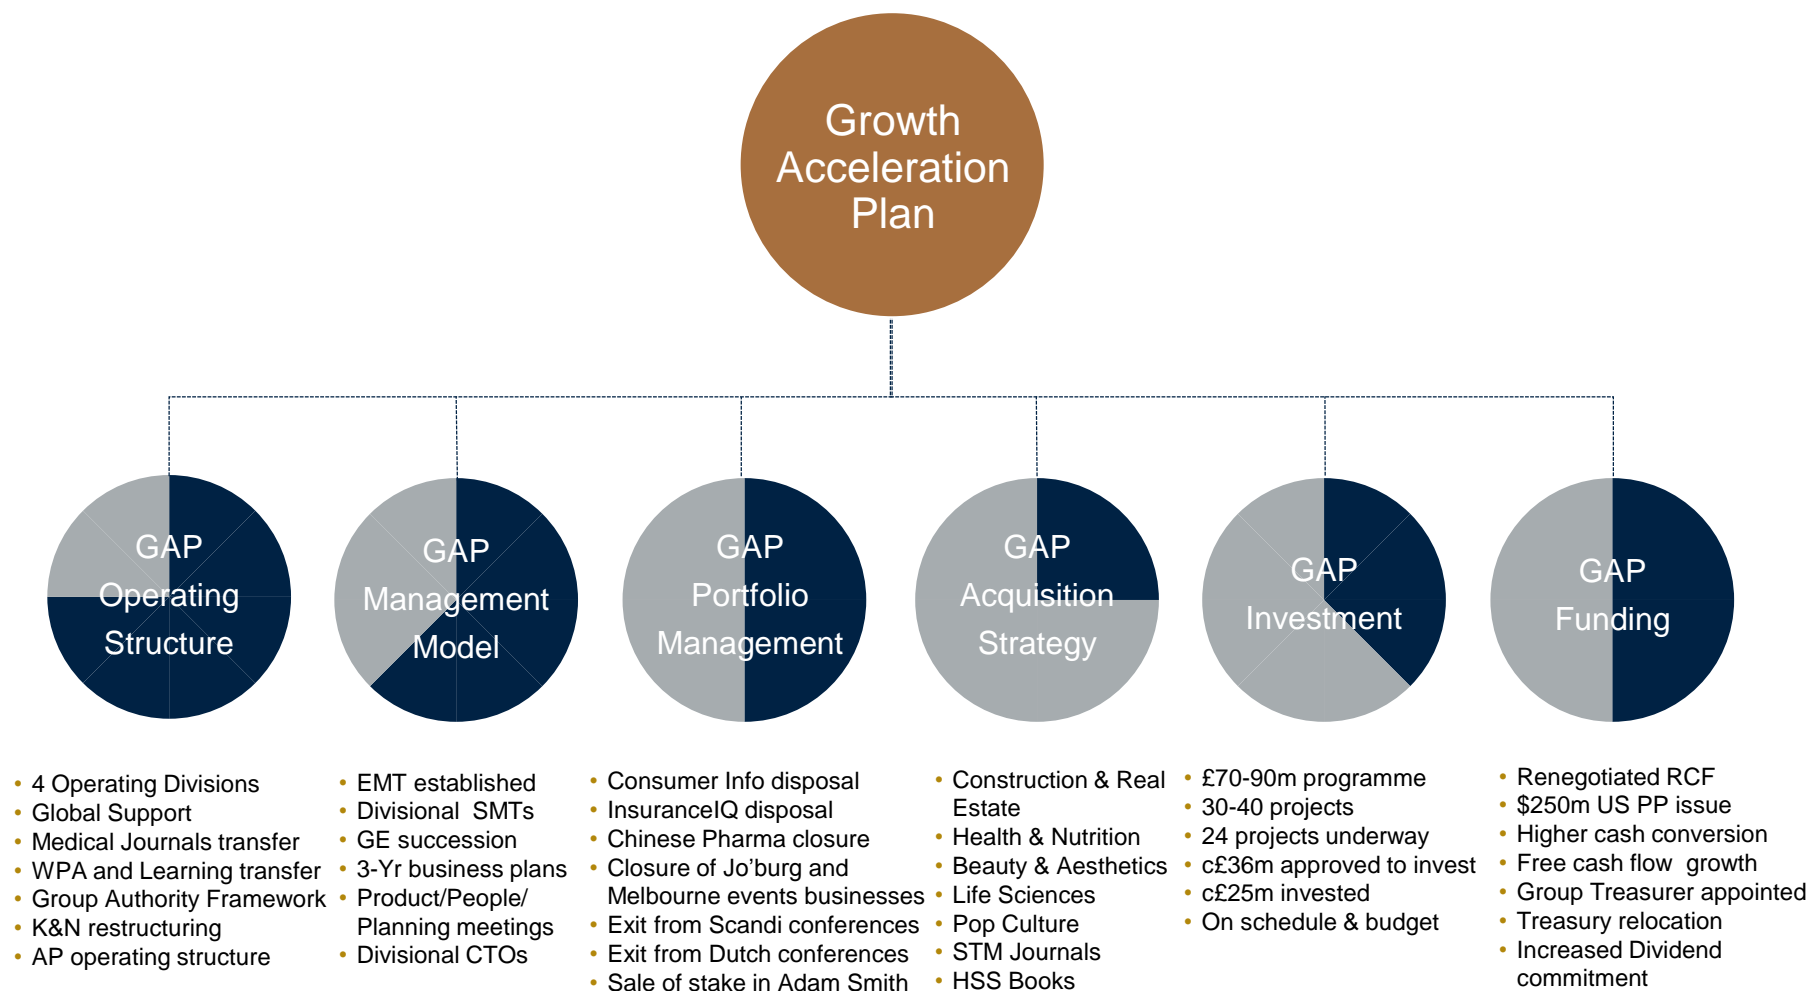 Growth
Acceleration
Plan
GAP
Operating
Structure
GAP
Management
Model
GAP
Portfolio
Management
GAP
Acquisition
Strategy
GAP
Investment
GAP
Funding
• 4 Operating Divisions
• Global Support
• Medical Journals transfer
• WPA and Learning transfer
• Group Authority Framework
• K&N restructuring
• AP operating structure
• EMT established
• Divisional SMTs
• GE succession
• 3-Yr business plans
• Product/People/
Planning meetings
• Divisional CTOs
• Consumer Info disposal
• InsuranceIQ disposal
• Chinese Pharma closure
• Closure of Jo'burg and
Melbourne events businesses
• Exit from Scandi conferences
• Exit from Dutch conferences
• Sale of stake in Adam Smith
• Construction & Real
Estate
• Health & Nutrition
• Beauty & Aesthetics
• Life Sciences
• Pop Culture
• STM Journals
• HSS Books
• £70-90m programme
• 30-40 projects
• 24 projects underway
• c£36m approved to invest
• c£25m invested
• On schedule & budget
• Renegotiated RCF
• $250m US PP issue
• Higher cash conversion
• Free cash flow growth
• Group Treasurer appointed
• Treasury relocation
• Increased Dividend
commitment